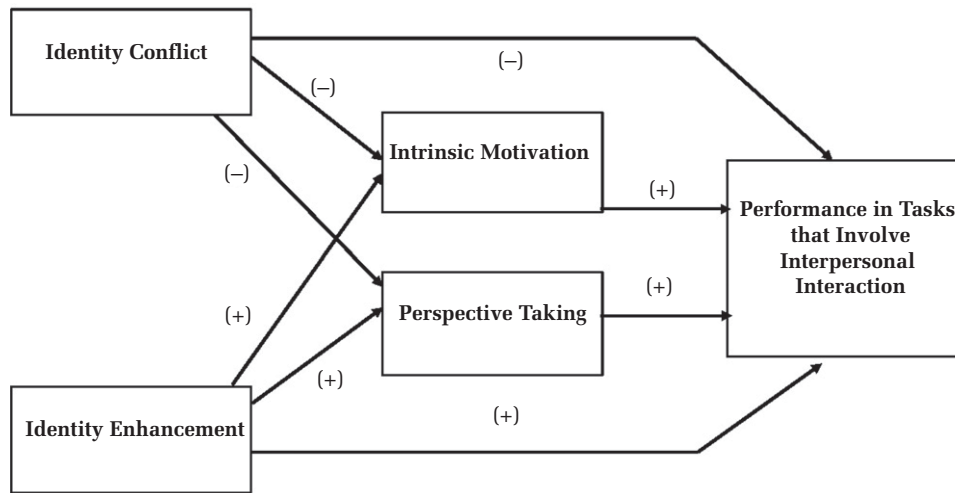 Identity Conflict
(–)
(–)
(–)
Intrinsic Motivation
(+)
Performance in Tasks
that Involve
Interpersonal
Interaction
(+)
Perspective Taking
(+)
(+)
Identity Enhancement
(+)